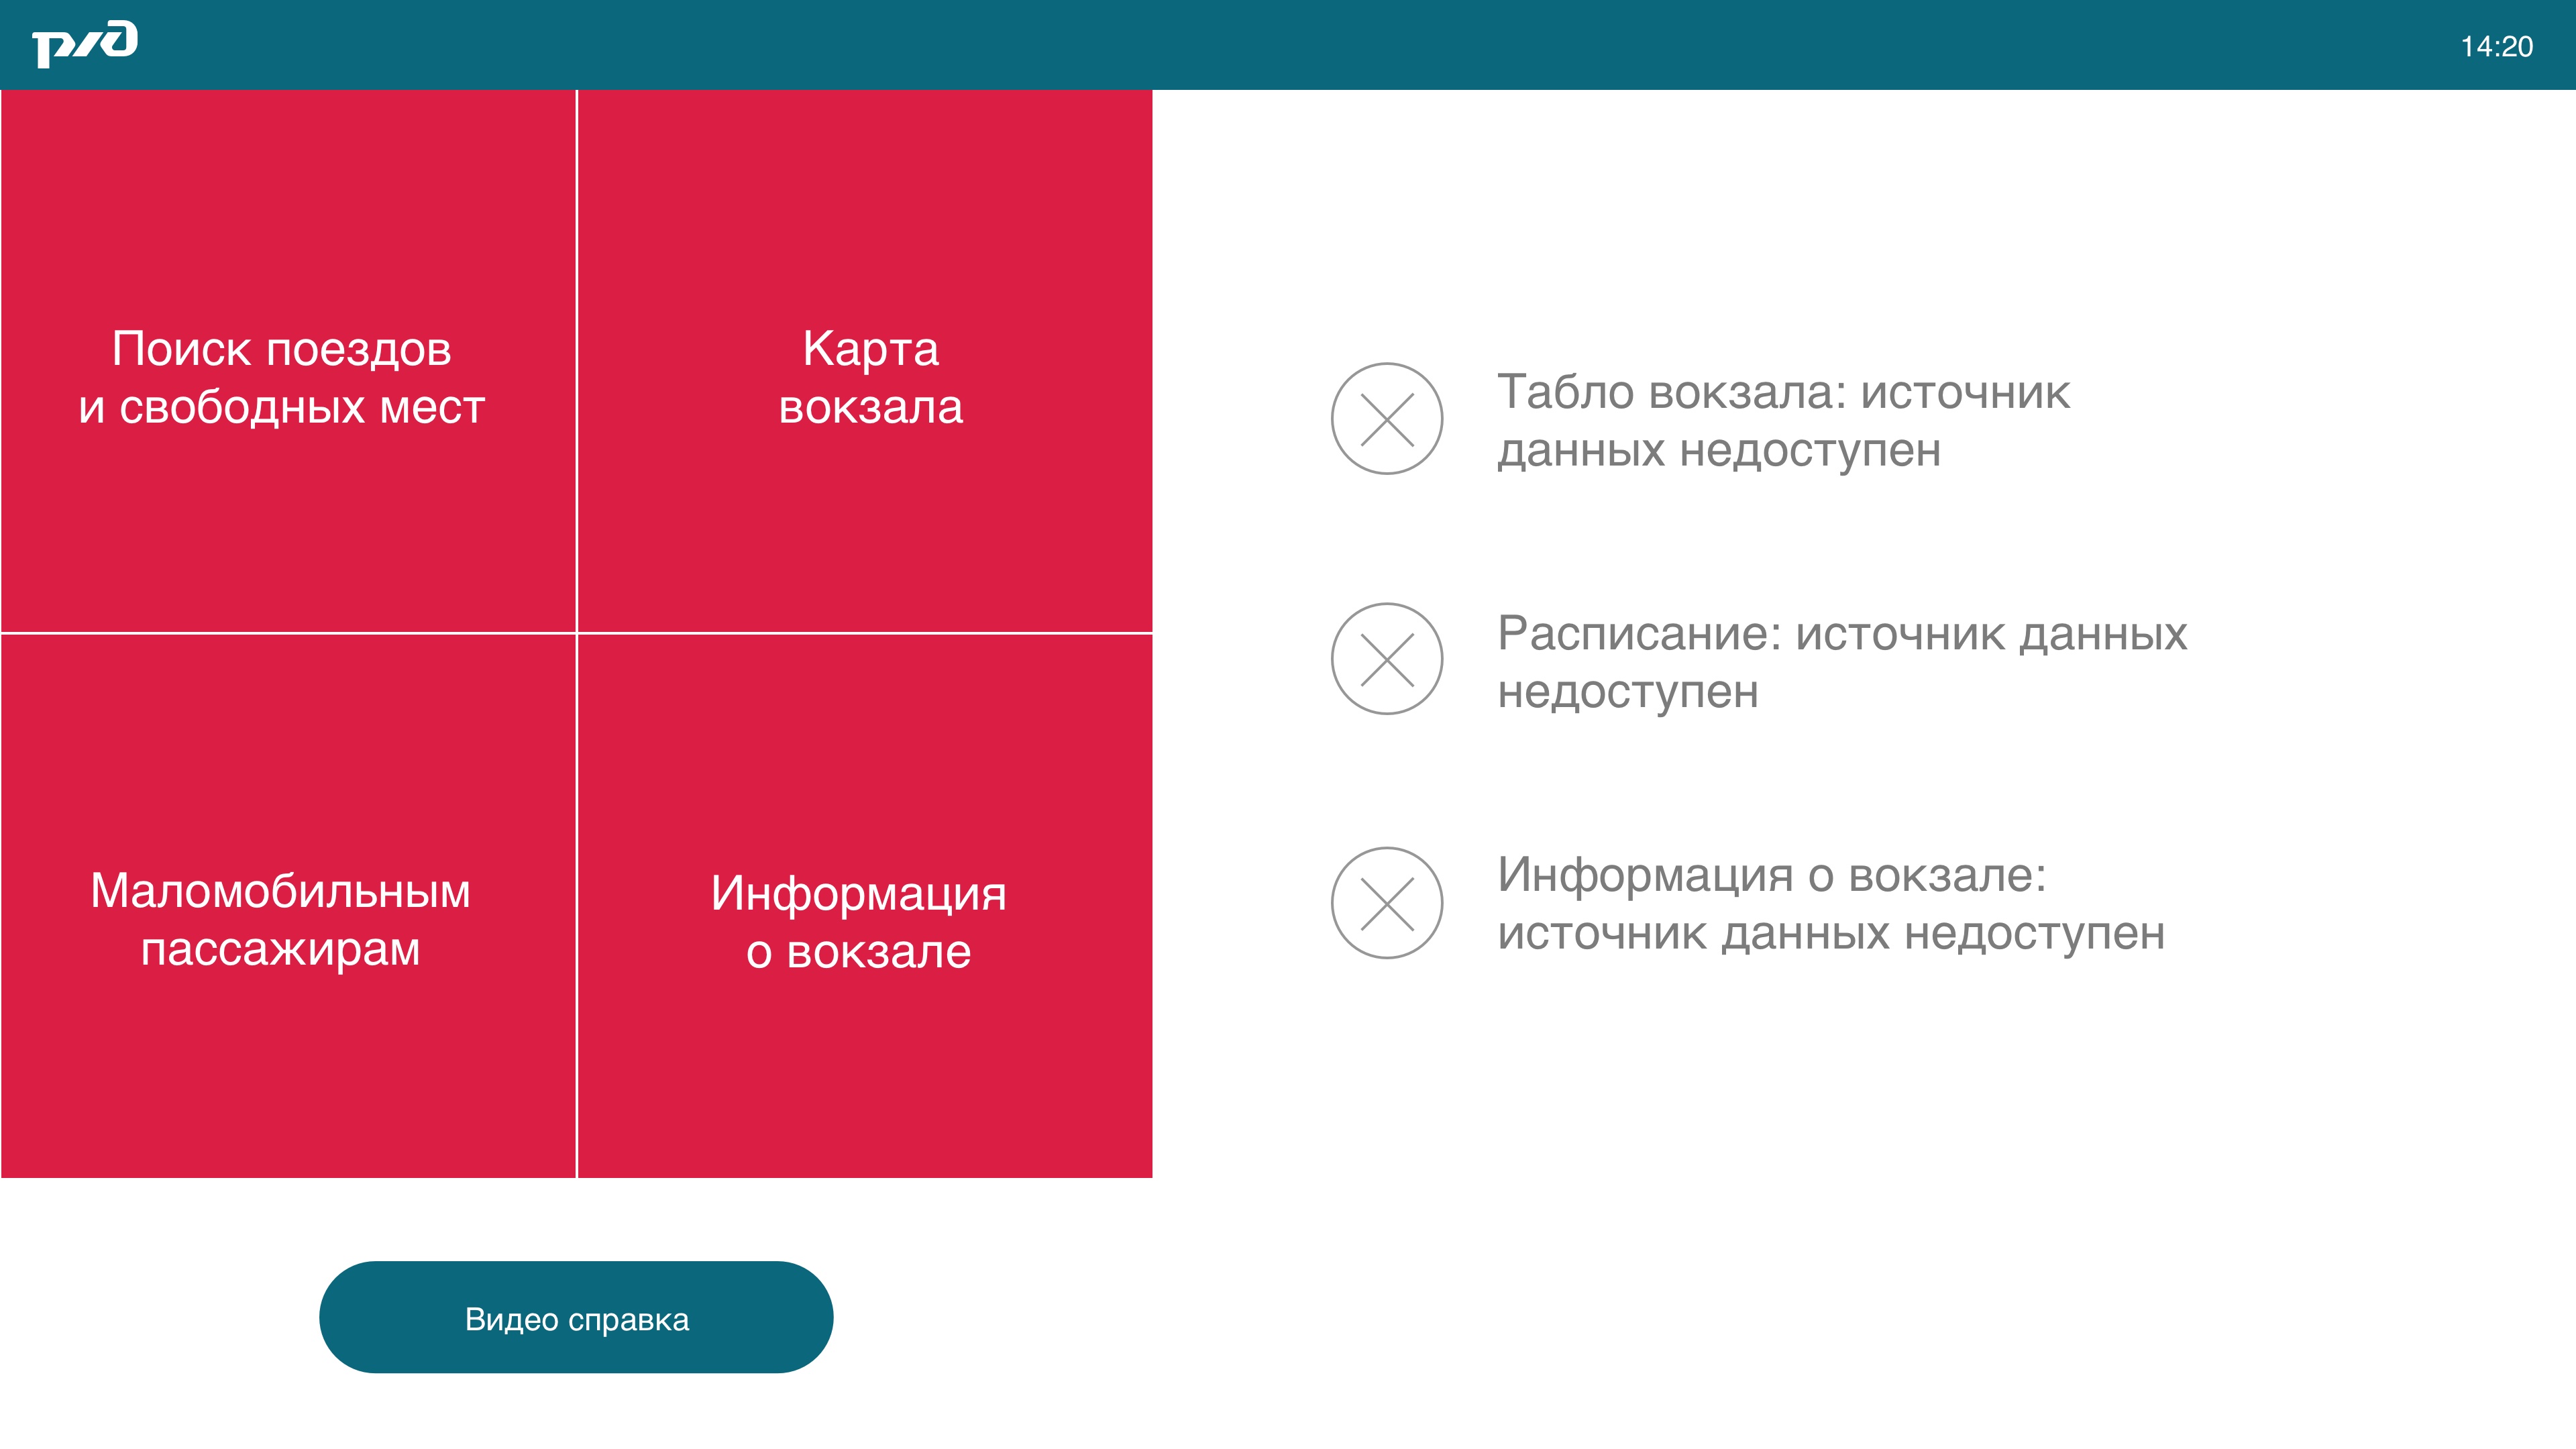 ржд
14:20
Поиск поездов
и свободных мест
Карта
вокзала
Маломобильным
пассажирам
Информация
о вокзале
Видео справка
Табло вокзала: источник
данных недоступен
Расписание: источник данных
недоступен
Информация о вокзале:
источник данных недоступен